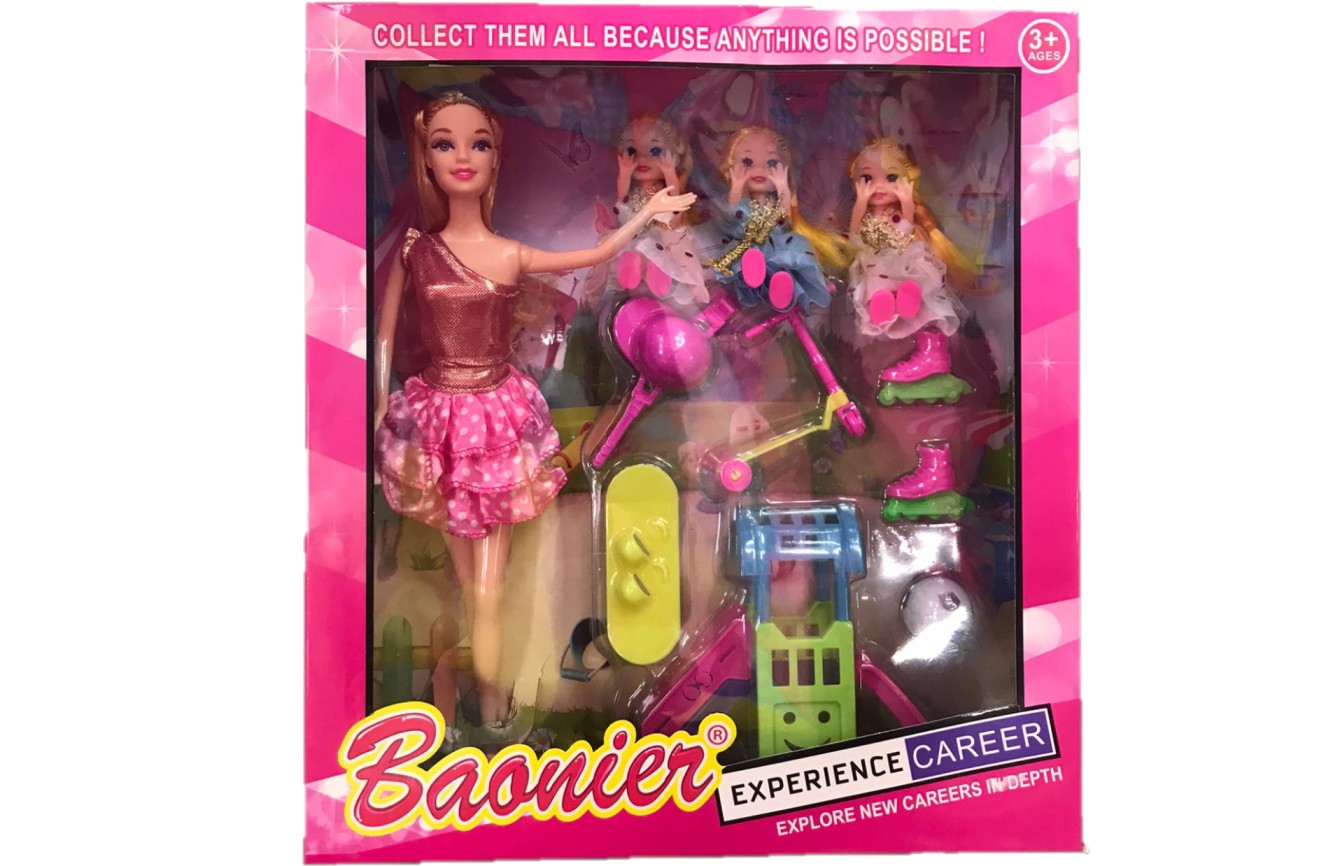 COLLECT THEM ALL BECAUSE ANYTHING IS POSSIBLE !
3+
AGES
Baonier®
EXPERIENCE CAREER
EXPLORE NEW CAREERS IN DEPTH